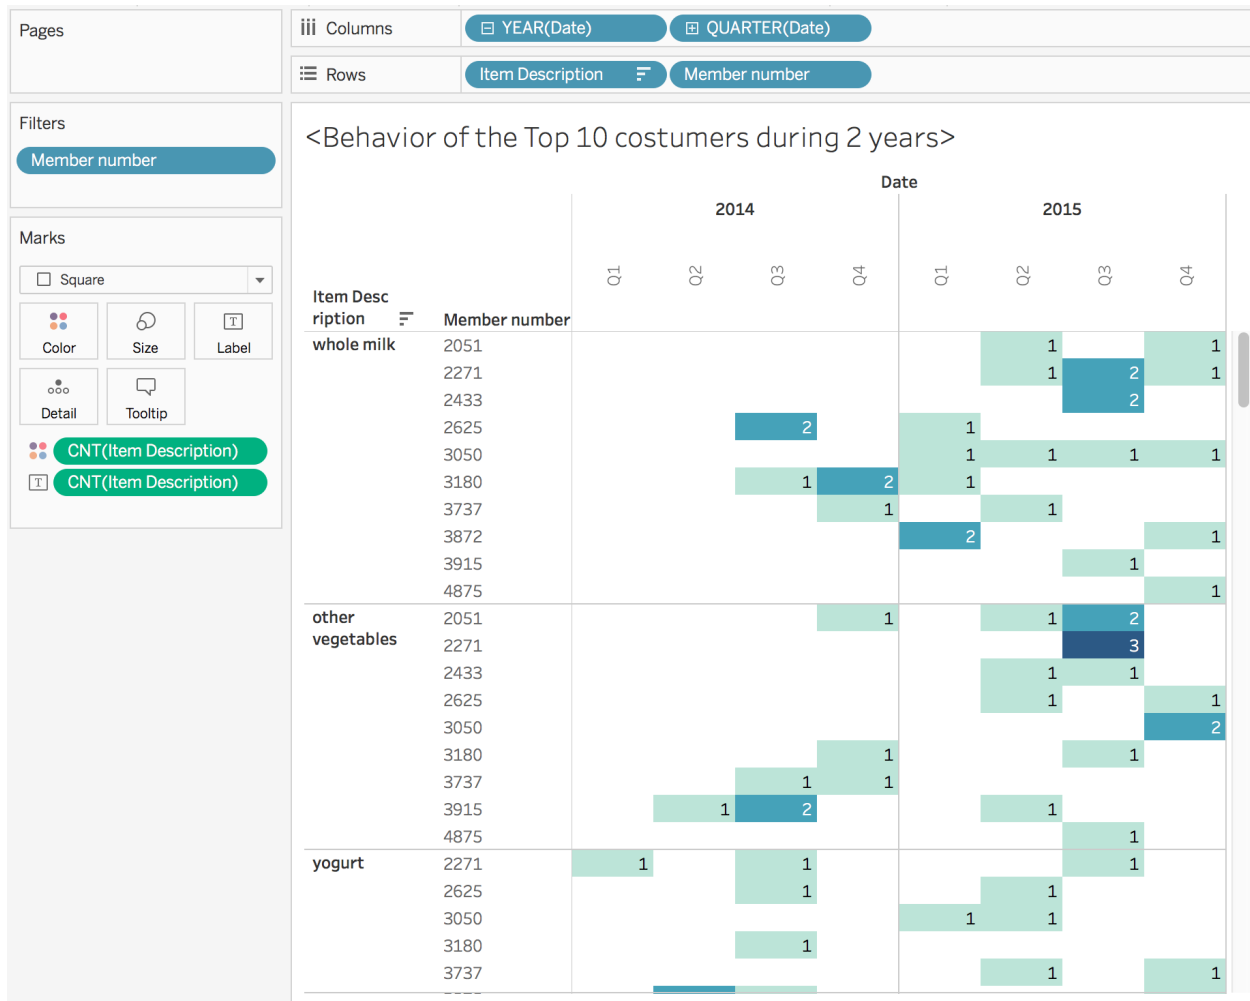 Pages
Columns YEAR(Date) QUARTER(Date)
Rows Item Description Member number
Filters
Member number
Marks
Square
Color Size Label
Detail Tooltip
CNT(Item Description)
CNT(Item Description)
<Behavior of the Top 10 costumers during 2 years>
Date
2014 2015
Q1 Q2 Q3 Q4 Q1 Q2 Q3 Q4
Item Desc
ription Member number
whole milk 2051 1 1
2271 1 2 1
2433 2
2625 2 1
3050 1 1 1 1
3180 1 2 1
3737 1 1
3872 2 1
3915 1
4875 1
other vegetables 2051 1 1 2
2271 3
2433 1 1
2625 1 1
3050 2
3180 1 1
3737 1 1
3915 1 2 1
4875 1
yogurt 2271 1 1 1
2625 1 1
3050 1 1
3180 1
3737 1 1